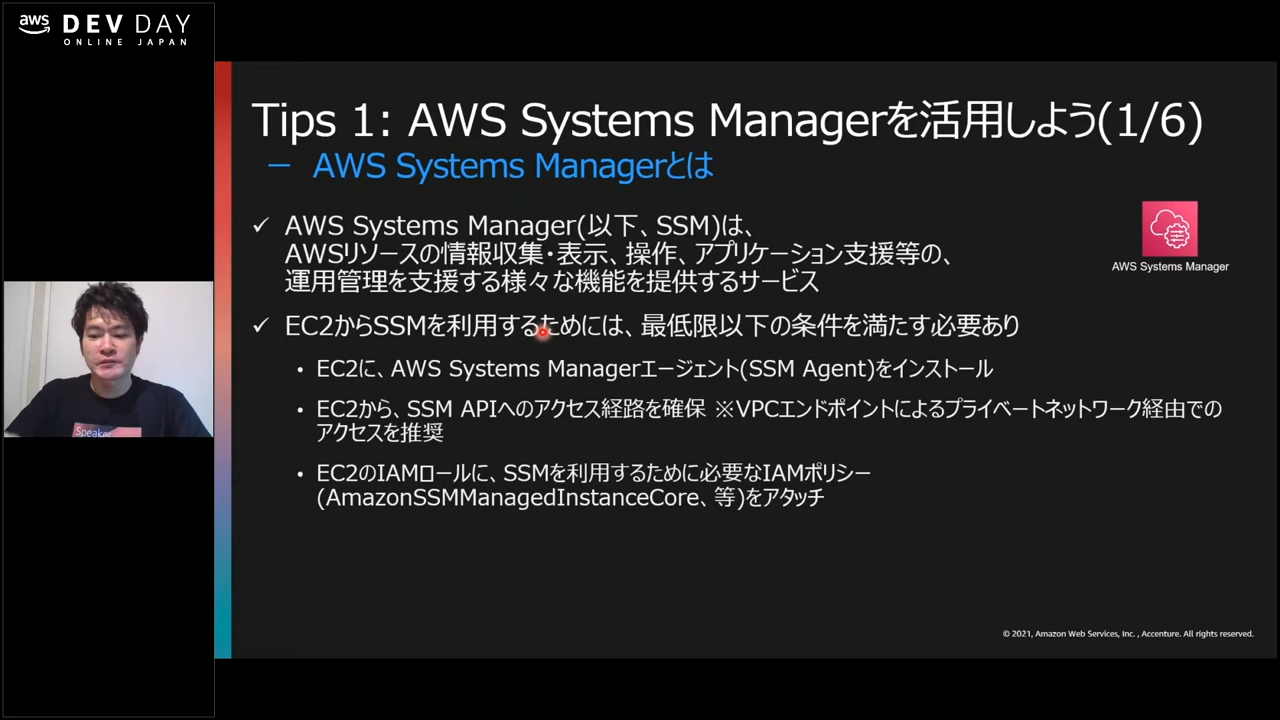 aws DEV DAY
ONLINE JAPAN
Tips 1: AWS Systems Managerを活用しよう(1/6)
－ AWS Systems Managerとは
✓ AWS Systems Manager(以下、SSM)は、
AWSリソースの情報収集・表示、操作、アプリケーション支援等の、
運用管理を支援する様々な機能を提供するサービス
AWS Systems Manager
✓ EC2からSSMを利用するためには、最低限以下の条件を満たす必要あり
• EC2に、AWS Systems Managerエージェント(SSM Agent)をインストール
• EC2から、SSM APIへのアクセス経路を確保 ※VPCエンドポイントによるプライベートネットワーク経由での
アクセスを推奨
• EC2のIAMロールに、SSMを利用するために必要なIAMポリシー
(AmazonSSMManagedInstanceCore、等)をアタッチ
Speaker
© 2021, Amazon Web Services, Inc. , Accenture. All rights reserved.